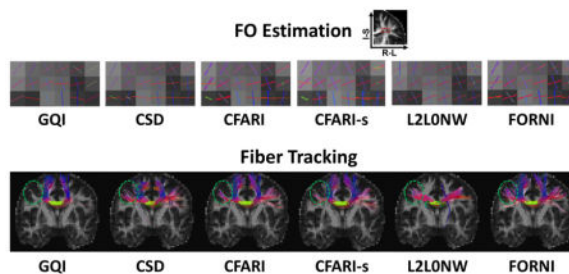 FO Estimation
I-S
R-L
GQI CSD CFARI CFARI-s L2L0NW FORNI
Fiber Tracking
GQI CSD CFARI CFARI-s L2L0NW FORNI